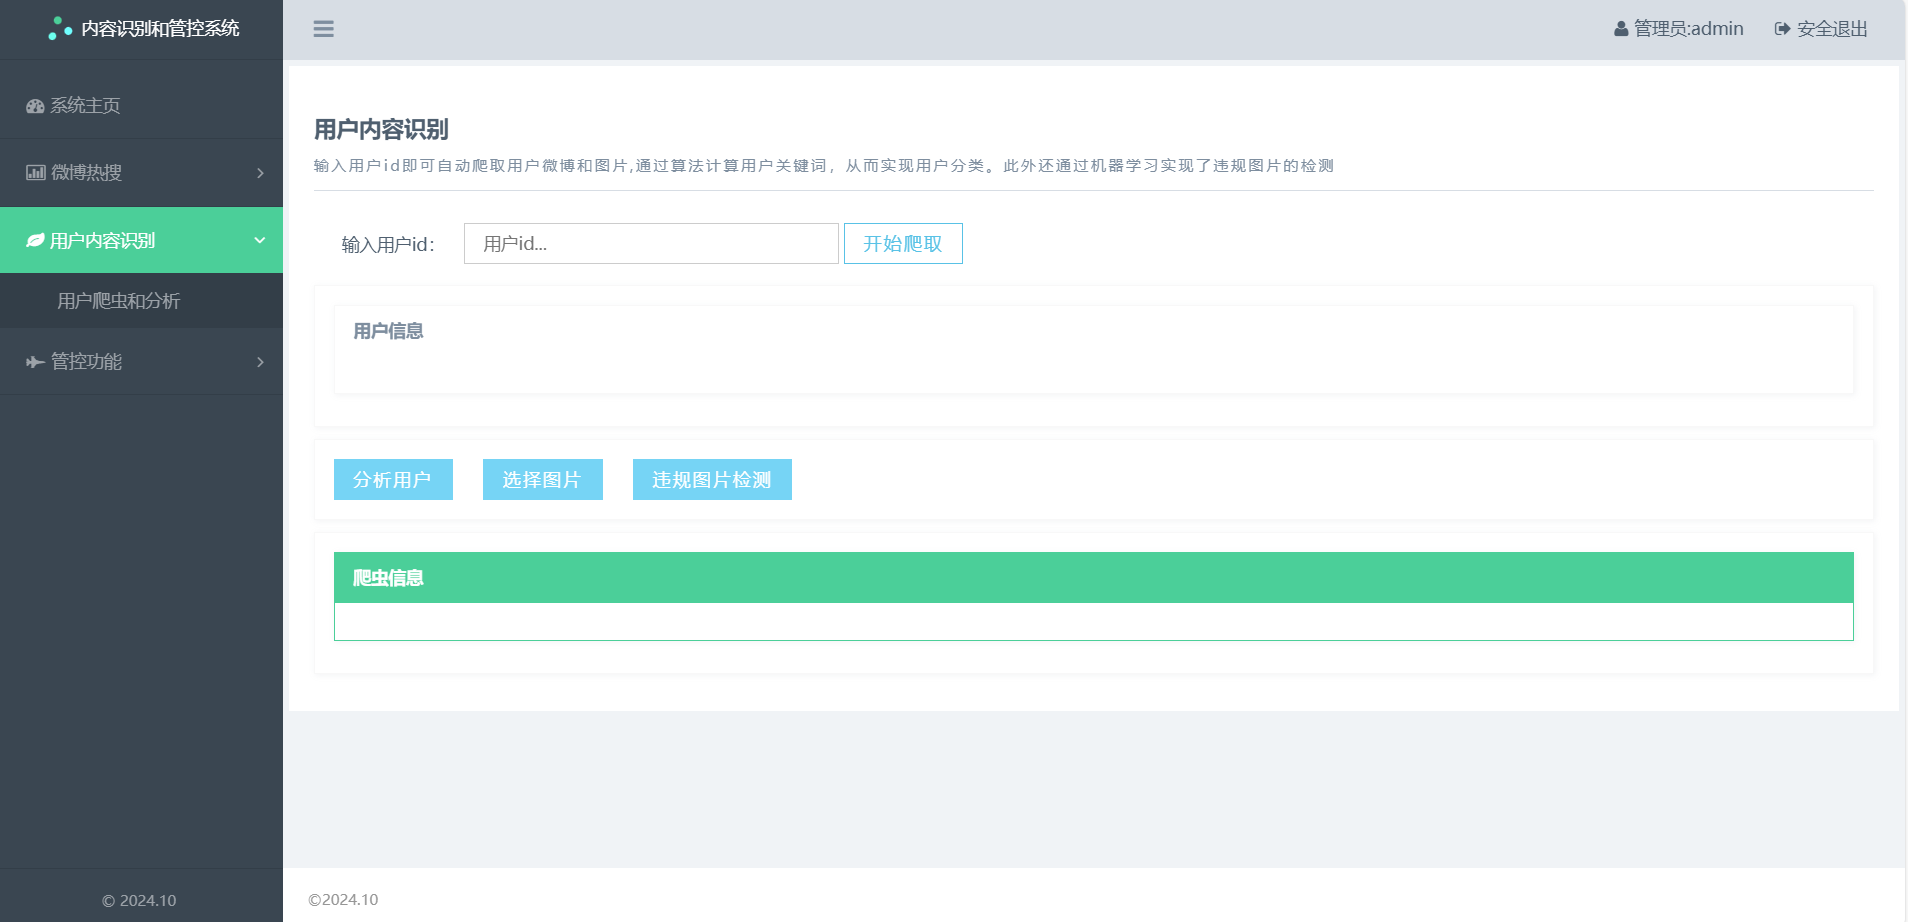 内容识别和管控系统
管理员:admin
安全退出
系统主页
微博热搜
用户内容识别
用户爬虫和分析
管控功能
© 2024.10
用户内容识别
输入用户id即可自动爬取用户微博和图片,通过算法计算用户关键词，从而实现用户分类。此外还通过机器学习实现了违规图片的检测
输入用户id：
用户id...
开始爬取
用户信息
分析用户
选择图片
违规图片检测
爬虫信息
©2024.10